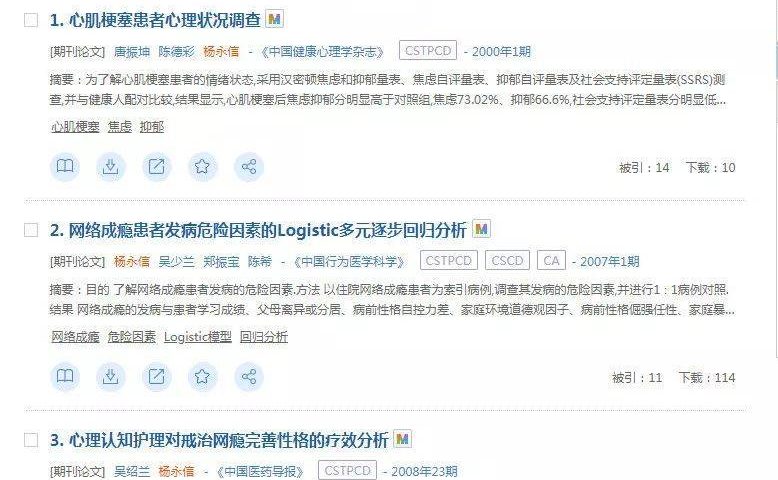 1. 心肌梗塞患者心理状况调查 M
[期刊论文] 唐振坤 陈德彩 杨永信 - 《中国健康心理学杂志》 CSTPCD - 2000年1期
摘要：为了解心肌梗塞患者的情绪状态,采用汉密顿焦虑和抑郁量表、焦虑自评量表、抑郁自评量表及社会支持评定量表(SSRS)测
查,并与健康人配对比较,结果显示,心肌梗塞后焦虑抑郁分明显高于对照组,焦虑73.02%、抑郁66.6%,社会支持评定量表分明显低...
心肌梗塞 焦虑 抑郁
被引：14 下载：10
2. 网络成瘾患者发病危险因素的Logistic多元逐步回归分析 M
[期刊论文] 杨永信 吴少兰 郑振宝 陈希 - 《中国行为医学科学》 CSTPCD CSCD CA - 2007年1期
摘要：目的 了解网络成瘾患者发病的危险因素.方法 以住院网络成瘾患者为索引病例,调查其发病的危险因素,并进行1：1病例对照.
结果 网络成瘾的发病与患者学习成绩、父母离异或分居、病前性格自控力差、家庭环境道德观因子、病前性格倔强任性、家庭暴...
网络成瘾 危险因素 Logistic模型 回归分析
被引：11 下载：114
3. 心理认知护理对戒治网瘾完善性格的疗效分析 M
[期刊论文] 吴绍兰 杨永信 - 《中国医药导报》 CSTPCD - 2008年23期